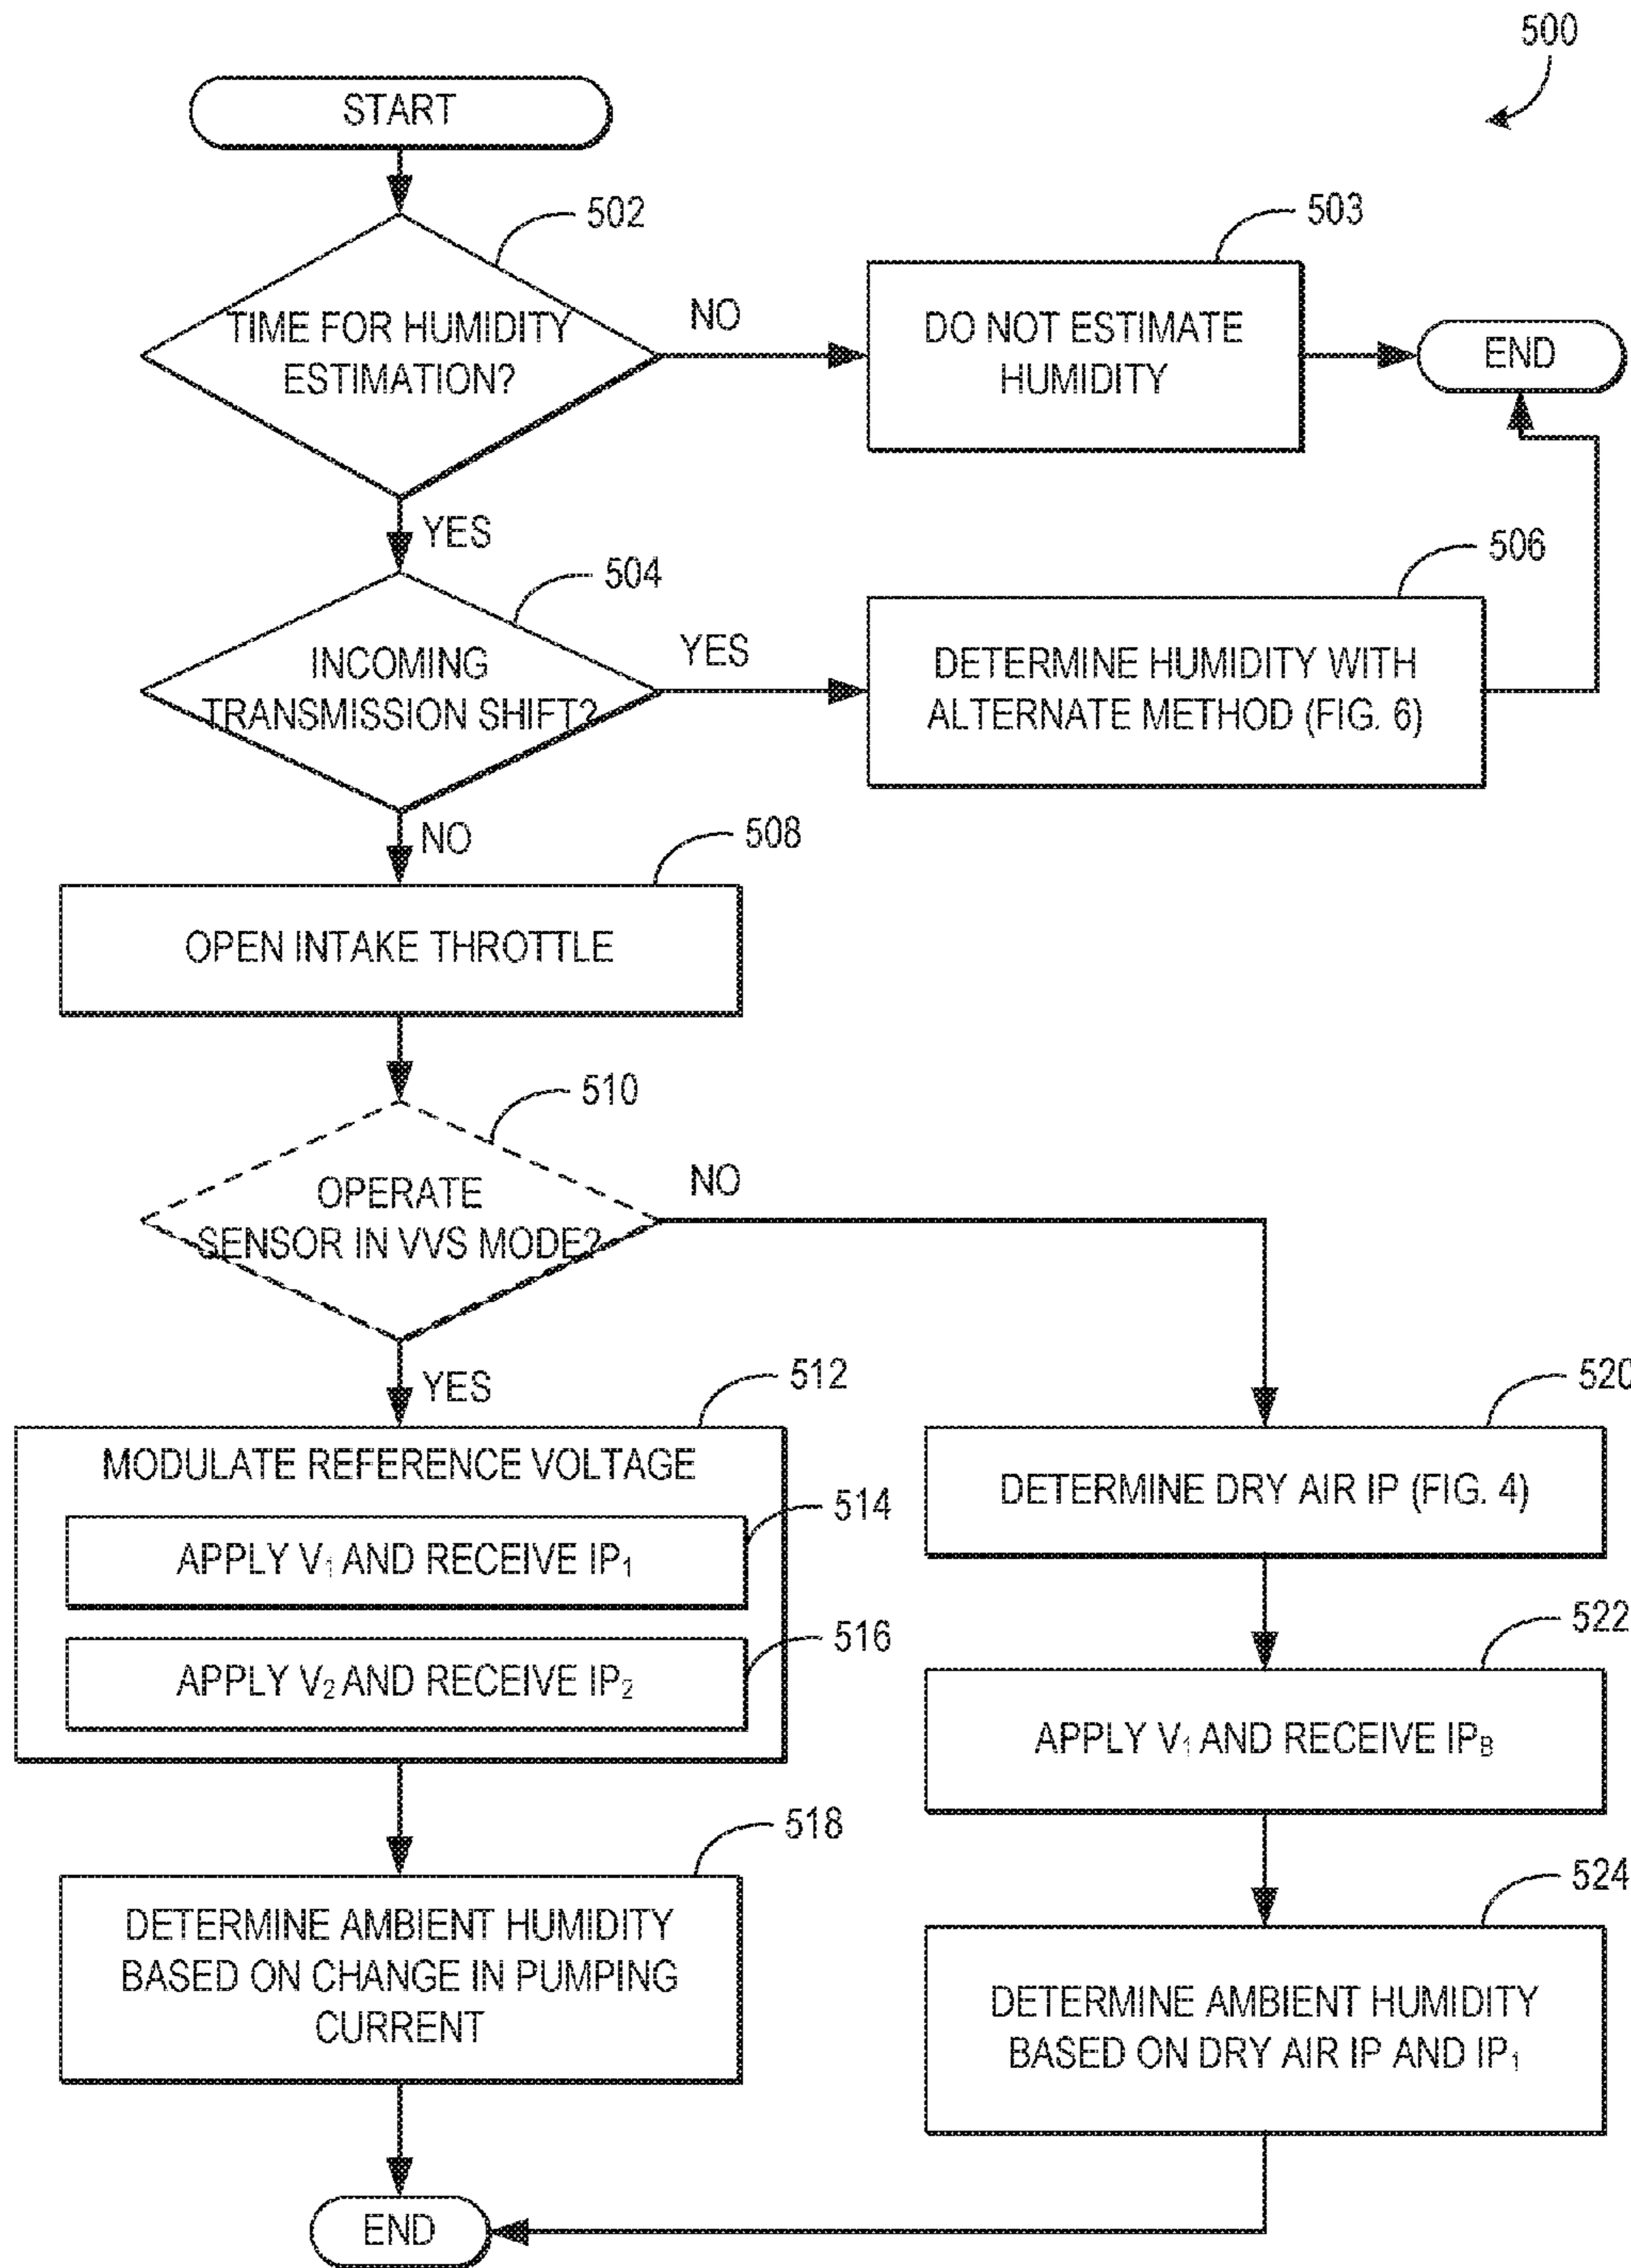 500
START
502
TIME FOR HUMIDITY
ESTIMATION?
NO
503
DO NOT ESTIMATE
HUMIDITY
END
YES
504
INCOMING
TRANSMISSION SHIFT?
YES
506
DETERMINE HUMIDITY WITH
ALTERNATE METHOD (FIG. 6)
NO
508
OPEN INTAKE THROTTLE
510
OPERATE
SENSOR IN VVS MODE?
NO
YES
512
MODULATE REFERENCE VOLTAGE
514
APPLY V₁ AND RECEIVE IP₁
516
APPLY V₂ AND RECEIVE IP₂
518
DETERMINE AMBIENT HUMIDITY
BASED ON CHANGE IN PUMPING
CURRENT
520
DETERMINE DRY AIR IP (FIG. 4)
522
APPLY V₁ AND RECEIVE IP_B
524
DETERMINE AMBIENT HUMIDITY
BASED ON DRY AIR IP AND IP₁
END